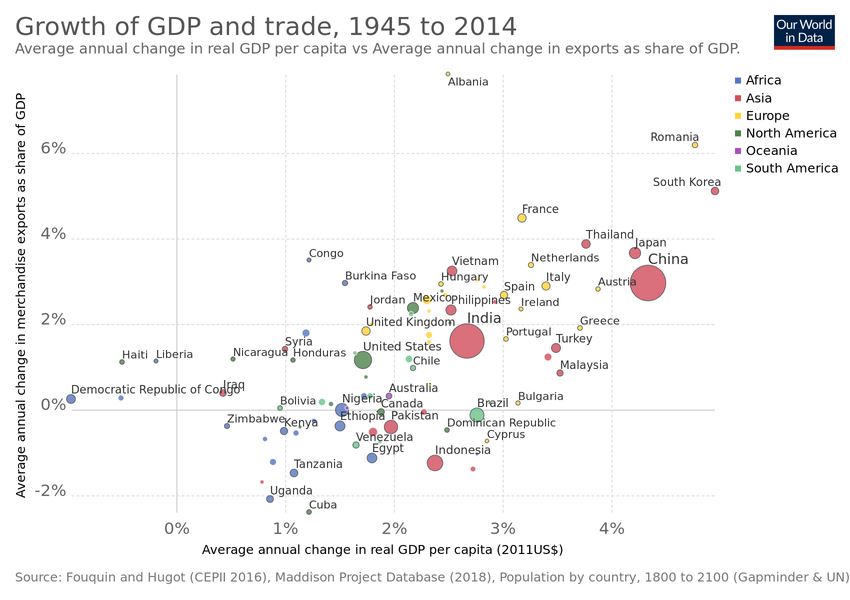 Growth of GDP and trade, 1945 to 2014
Average annual change in real GDP per capita vs Average annual change in exports as share of GDP.
Our World
in Data
Albania
Africa
Asia
Europe
North America
Oceania
South America
Average annual change in merchandise exports as share of GDP
6%
4%
2%
0%
-2%
Romania
South Korea
France
Thailand
Japan
Congo
Vietnam
Netherlands
China
Burkina Faso
Hungary
Italy
Austria
Spain
Jordan
Mexico
Philippines
Ireland
United Kingdom
India
Greece
Portugal
Syria
Turkey
United States
Haiti
Liberia
Nicaragua
Honduras
Chile
Malaysia
Democratic Republic of Congo
Iraq
Australia
Bolivia
Nigeria
Canada
Brazil
Bulgaria
Zimbabwe
Kenya
Ethiopia
Pakistan
Dominican Republic
Venezuela
Cyprus
Egypt
Indonesia
Tanzania
Uganda
Cuba
0%
1%
2%
3%
4%
Average annual change in real GDP per capita (2011US$)
Source: Fouquin and Hugot (CEPII 2016), Maddison Project Database (2018), Population by country, 1800 to 2100 (Gapminder & UN)